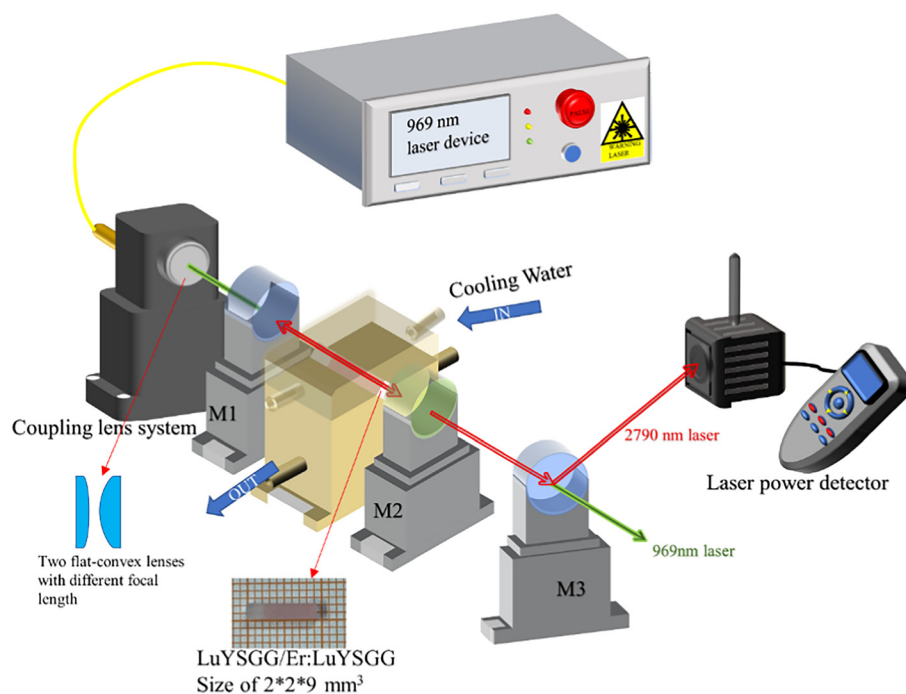 969 nm
laser device
PAUSE
WARNING
LASER
Cooling Water
IN
M1
Coupling lens system
2790 nm laser
Laser power detector
OUT
M2
969nm laser
Two flat-convex lenses
with different focal
length
M3
LuYSGG/Er:LuYSGG
Size of 2*2*9 mm³